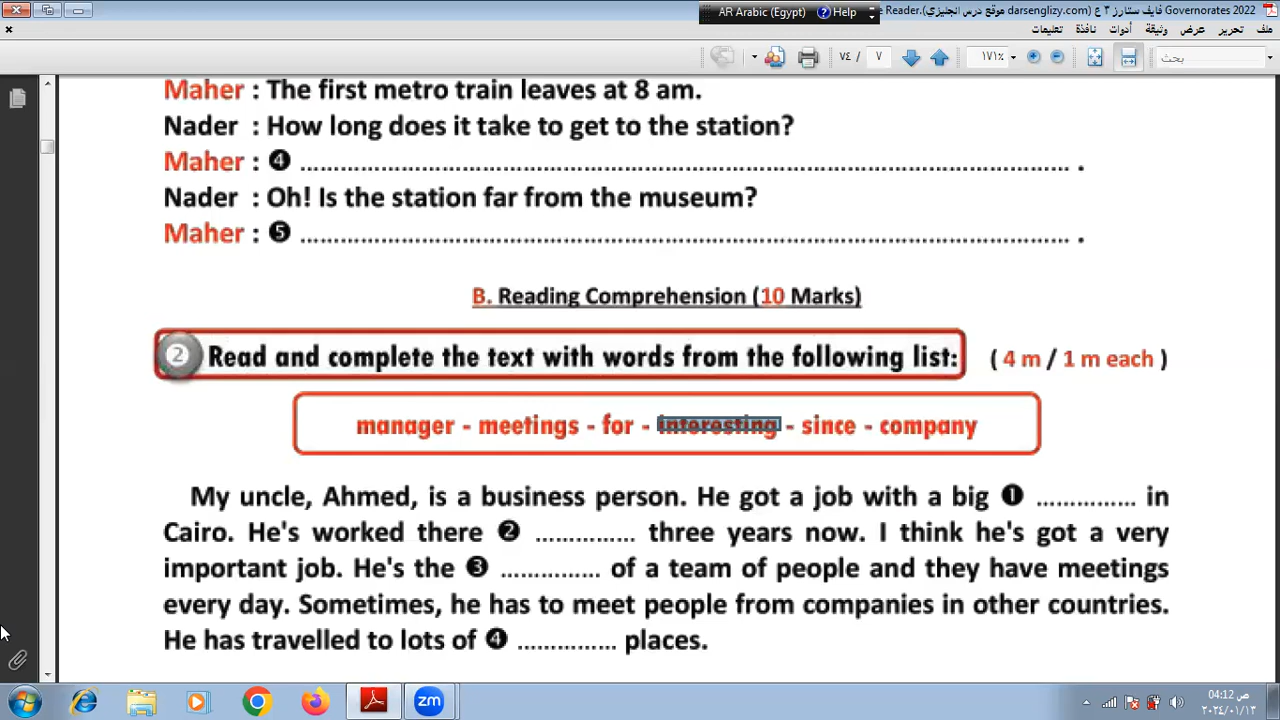 AR Arabic (Egypt) Help
e Reader.(darsenglizy.com موقع درس انجليزي) فايف ستارز ٣ ع Governorates 2022
ملف تحرير عرض وثيقة أدوات نافذة تعليمات
٧٤ / ٧ ١٧١% بحث
Maher : The first metro train leaves at 8 am.
Nader : How long does it take to get to the station?
Maher : ❹ ............................................................ .
Nader : Oh! Is the station far from the museum?
Maher : ❺ ............................................................ .
B. Reading Comprehension (10 Marks)
2 Read and complete the text with words from the following list: ( 4 m / 1 m each )
manager - meetings - for - interesting - since - company
My uncle, Ahmed, is a business person. He got a job with a big ❶ ............... in
Cairo. He's worked there ❷ ............... three years now. I think he's got a very
important job. He's the ❸ ............... of a team of people and they have meetings
every day. Sometimes, he has to meet people from companies in other countries.
He has travelled to lots of ❹ ............... places.
zm
04:12 ص
٢٠٢٤/٠١/١٣